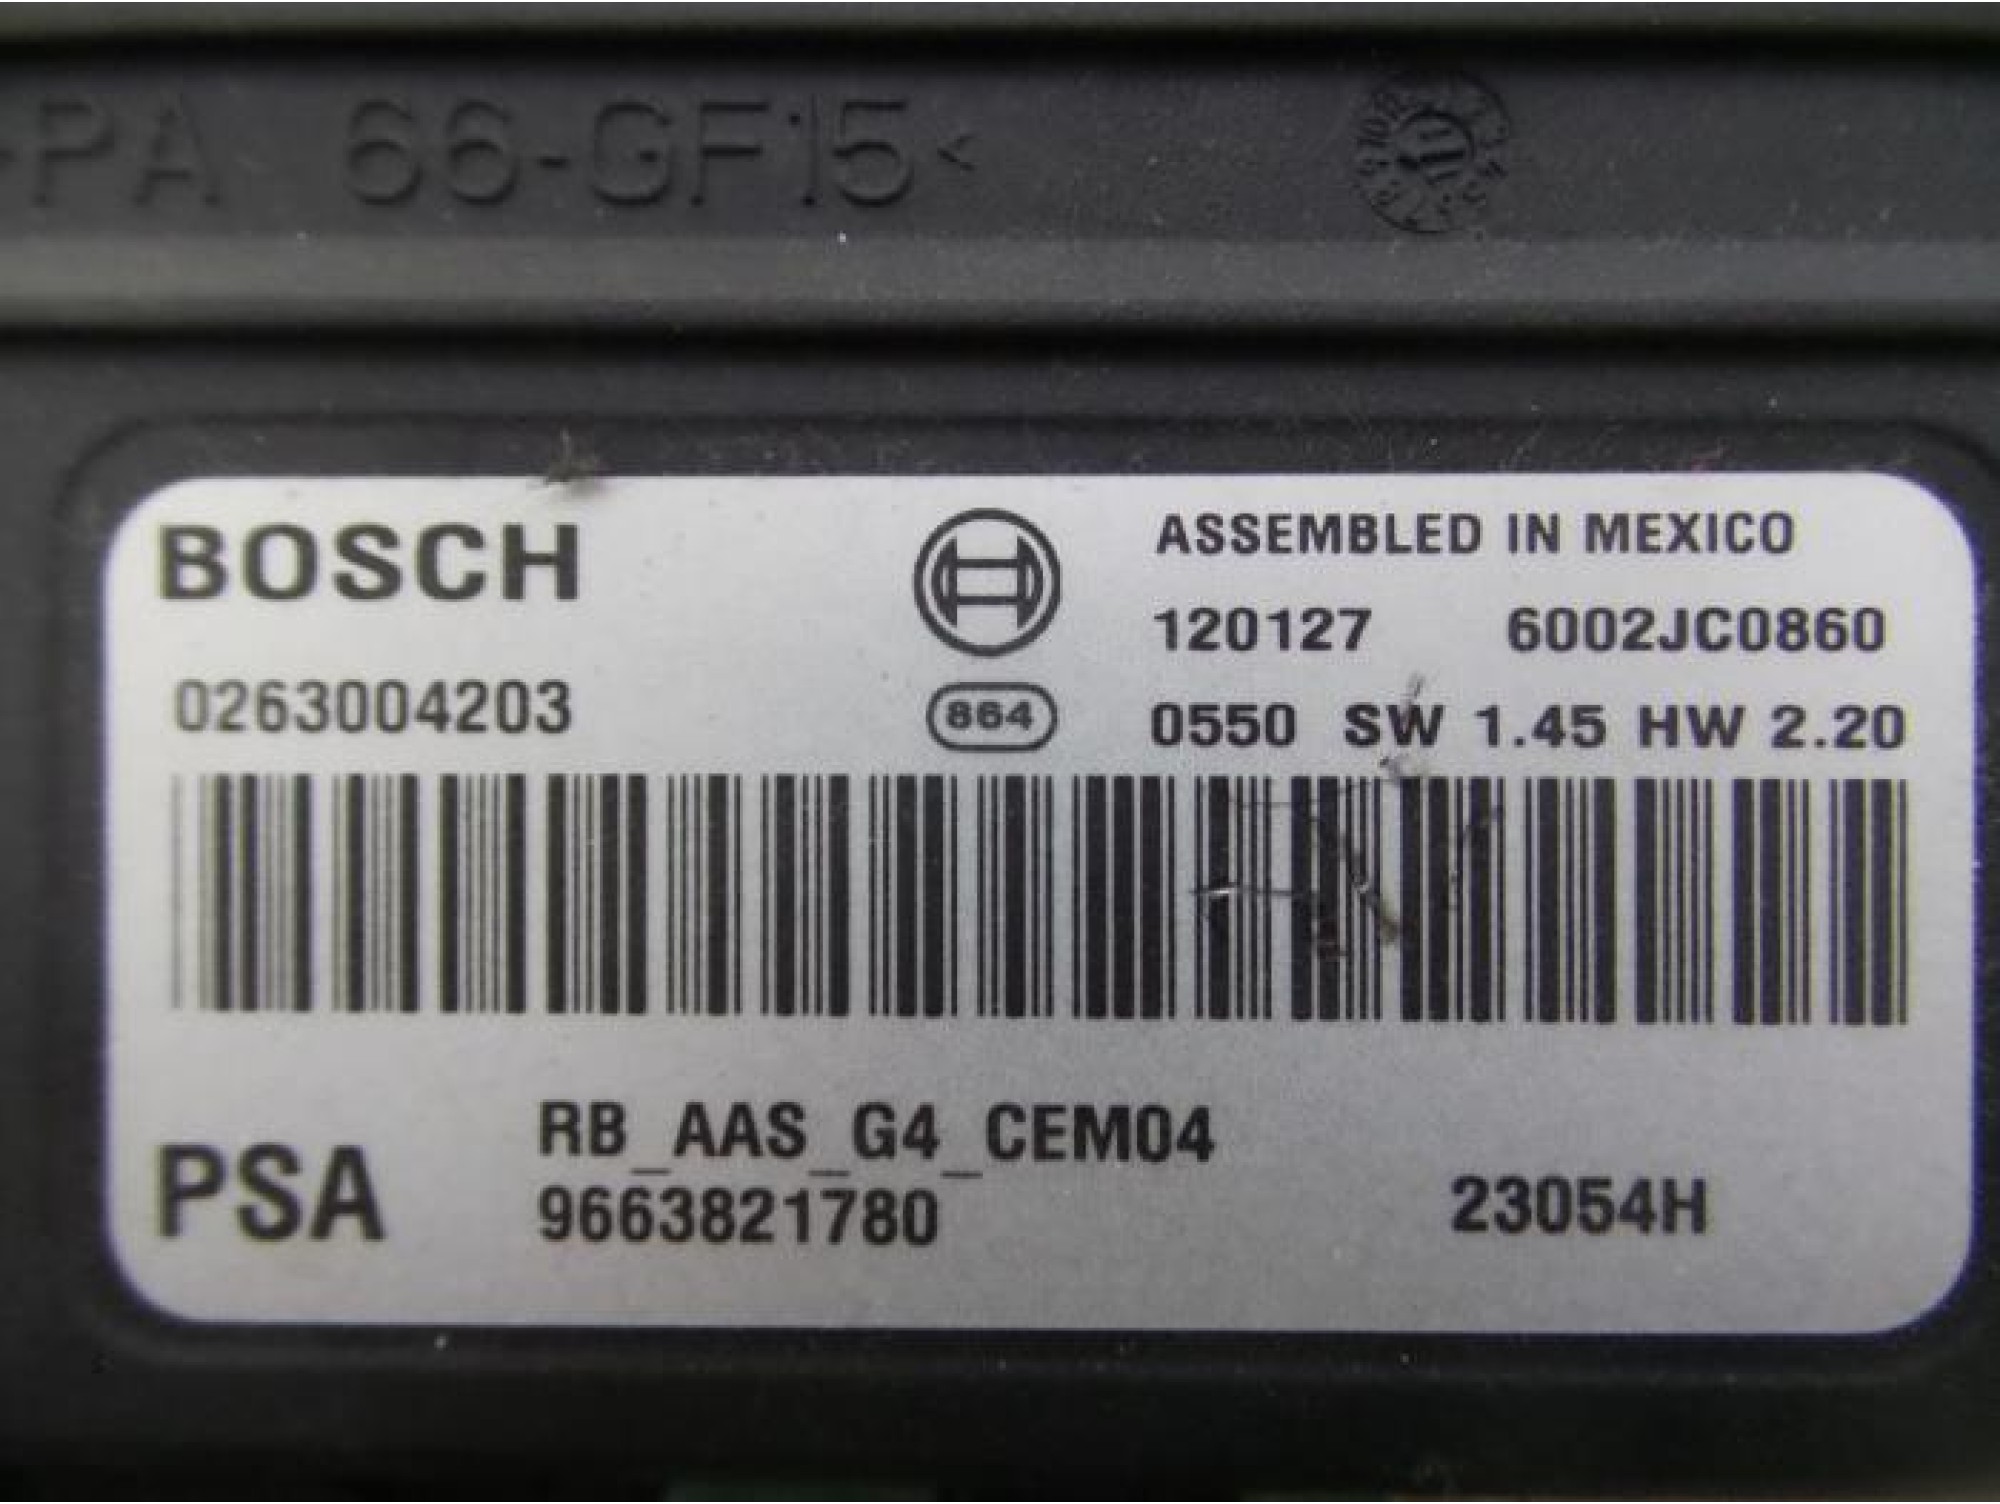 -PA 66-GF15<
BOSCH
ASSEMBLED IN MEXICO
120127 6002JC0860
0263004203
864
0550 SW 1.45 HW 2.20
RB_AAS_G4_CEM04
PSA
9663821780
23054H